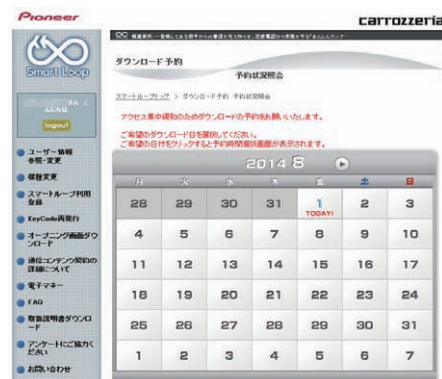 Pioneer
carrozzeria
Smart Loop
さん こ
んにちは
logout
ユーザー情報
参照・変更
機種変更
スマートループ利用
登録
KeyCode再発行
オープニング画面ダウ
ンロード
通信コンテンツ契約の
詳細について
電子マネー
FAQ
取扱説明書ダウンロ
ード
アンケートにご協力く
ださい
お問い合わせ
ダウンロード予約
予約状況照会
スマートループトップ > ダウンロード予約 予約状況照会
アクセス集中緩和のためダウンロードの予約をお願いいたします。
ご希望のダウンロード日を選択してください。
ご希望の日付をクリックすると予約時間選択画面が表示されます。
2014 8
月 火 水 木 金 土 日
28 29 30 31 1 2 3
TODAY!
4 5 6 7 8 9 10
11 12 13 14 15 16 17
18 19 20 21 22 23 24
25 26 27 28 29 30 31
1 2 3 4 5 6 7